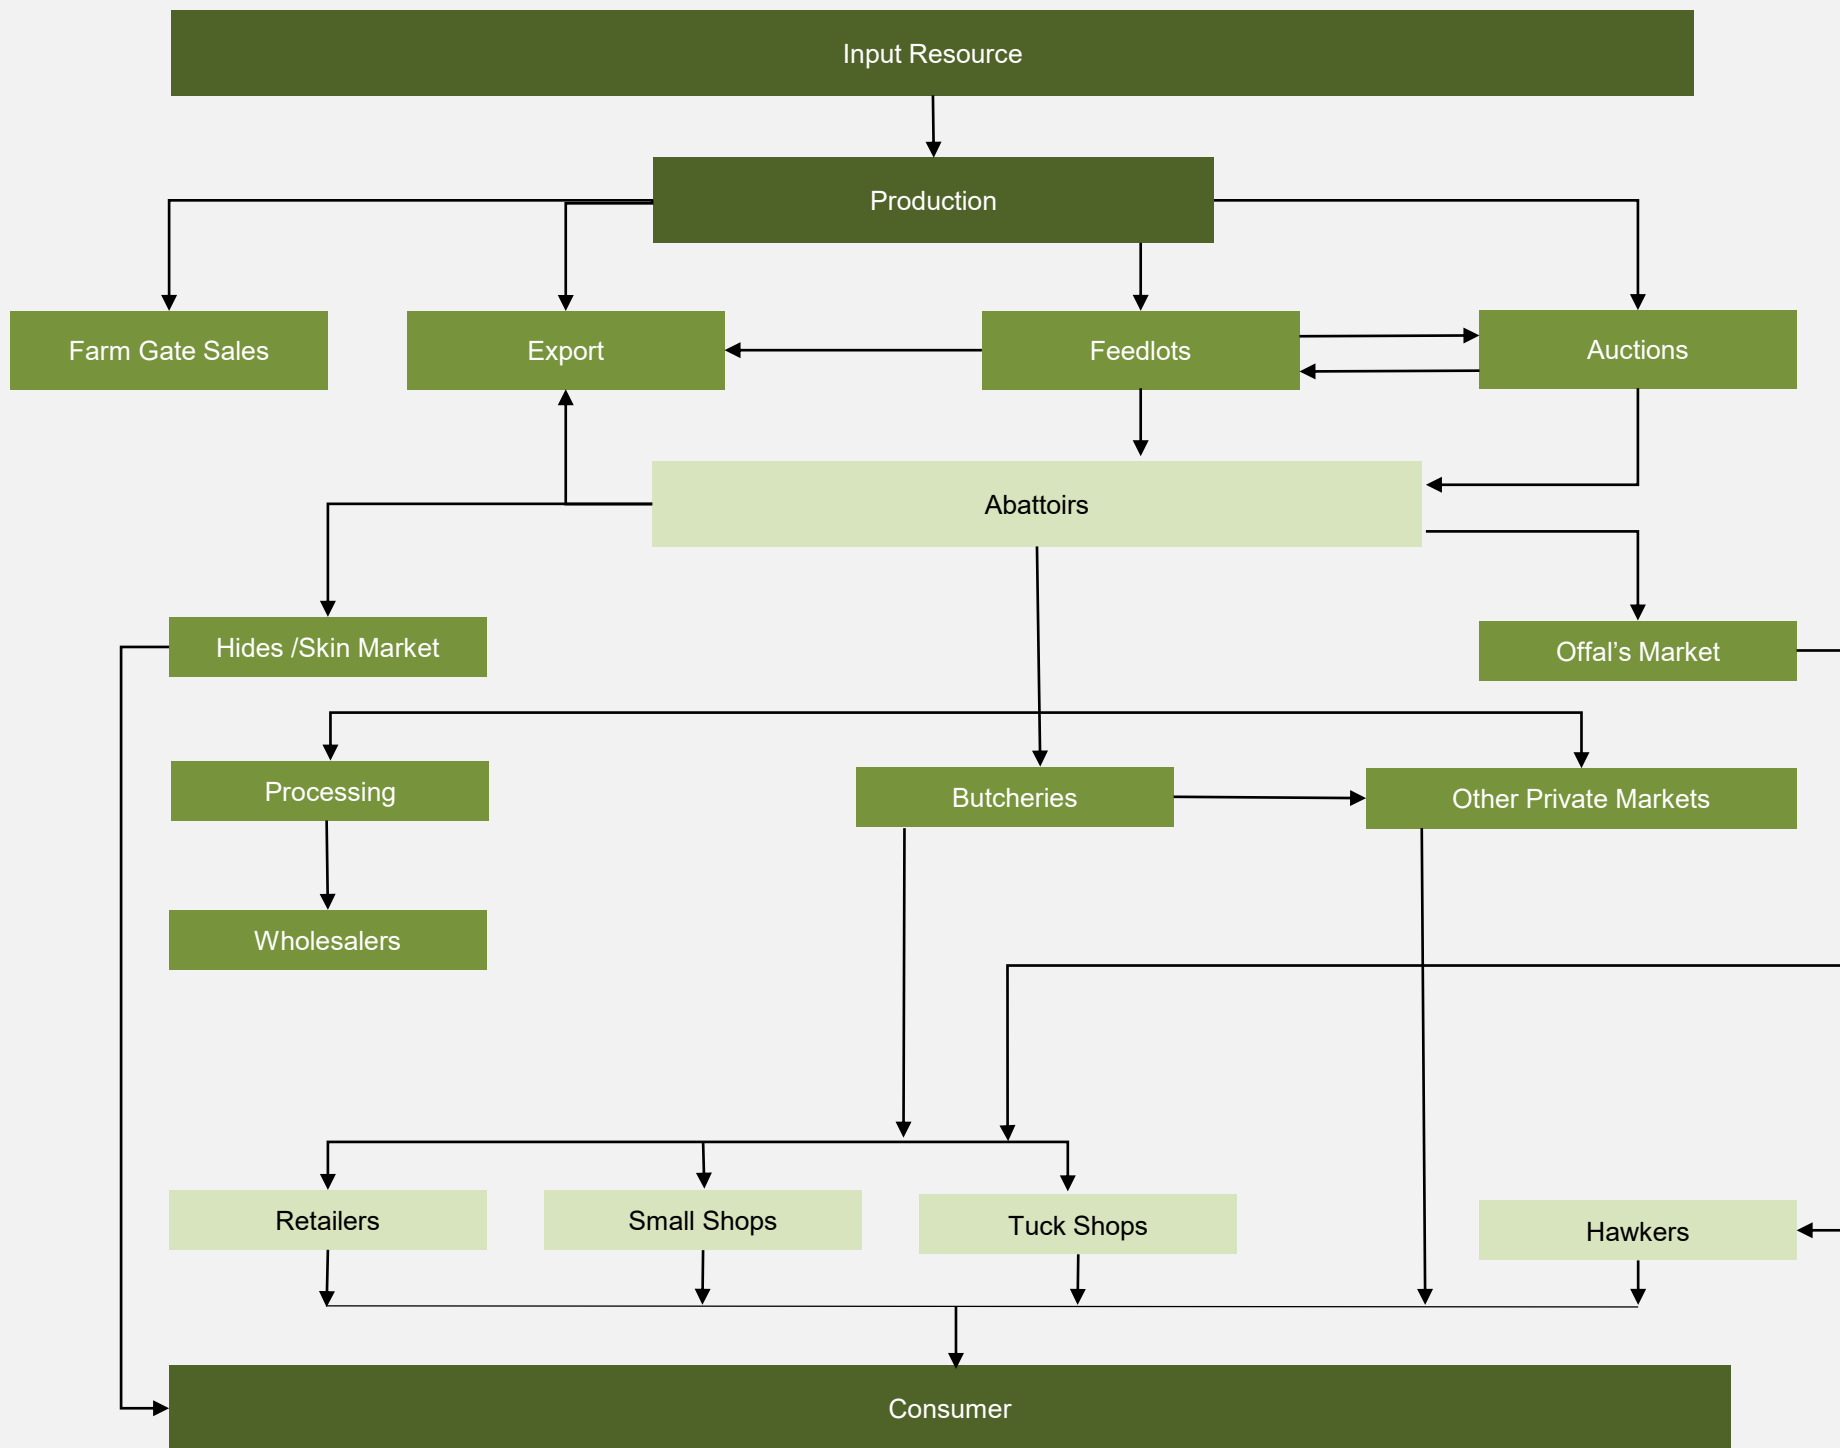 Input Resource
Production
Farm Gate Sales
Export
Feedlots
Auctions
Abattoirs
Hides /Skin Market
Offal’s Market
Processing
Butcheries
Other Private Markets
Wholesalers
Retailers
Small Shops
Tuck Shops
Hawkers
Consumer